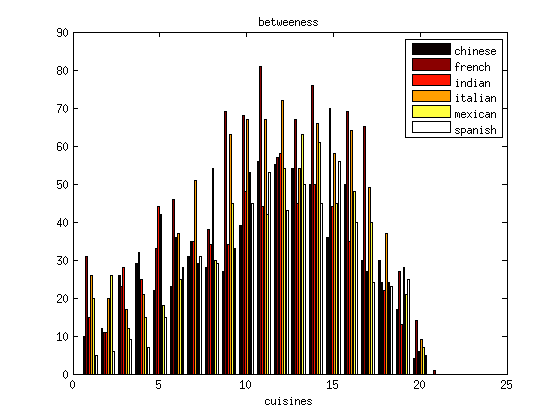 betweeness
90
80
70
60
50
40
30
20
10
0
chinese
french
indian
italian
mexican
spanish
0 5 10 15 20 25
cuisines